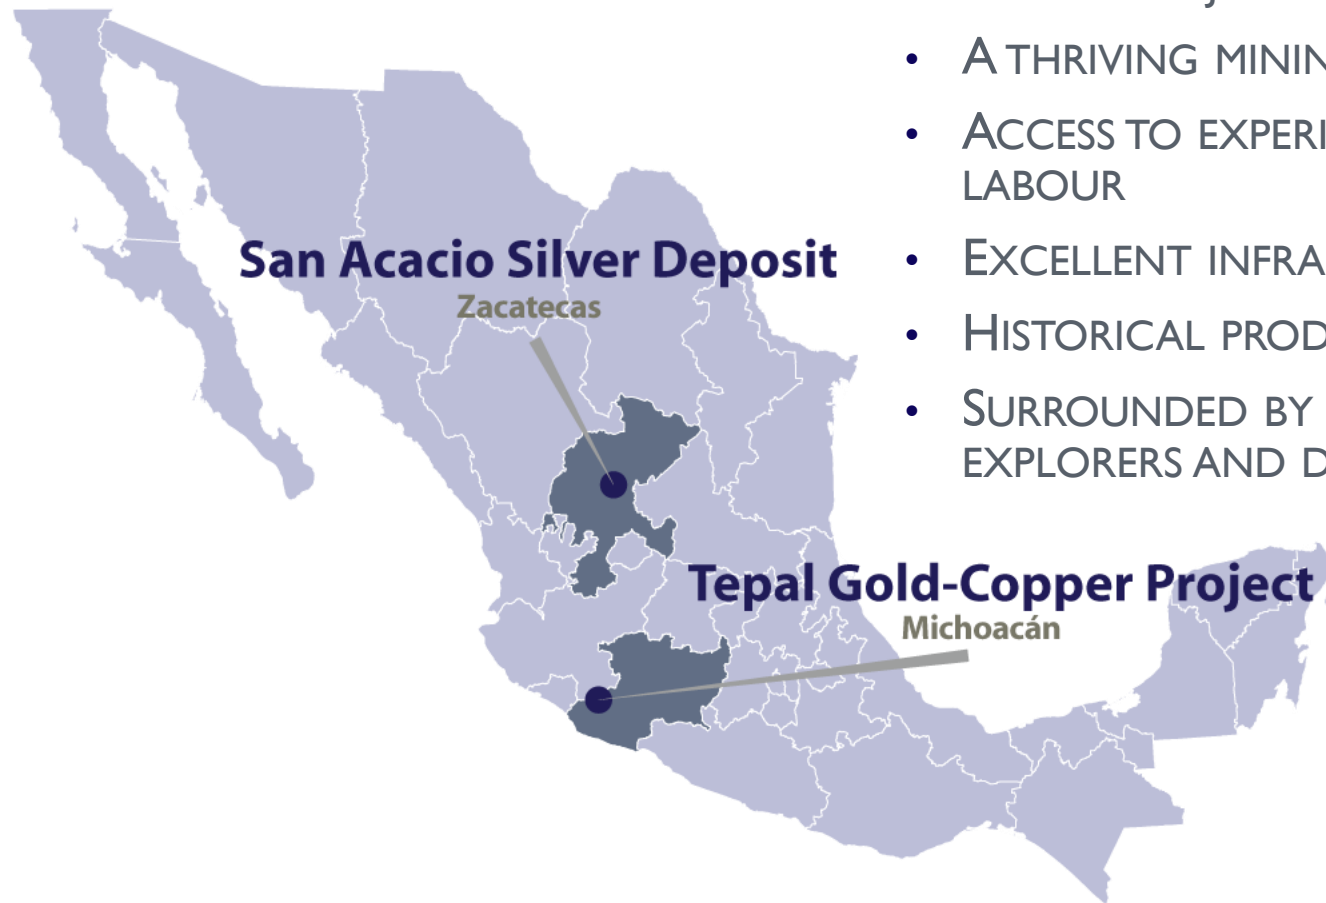 A THRIVING MININ
ACCESS TO EXPERI
LABOUR
EXCELLENT INFRA
HISTORICAL PROD
SURROUNDED BY
EXPLORERS AND D
San Acacio Silver Deposit
Zacatecas
Tepal Gold-Copper Project
Michoacán